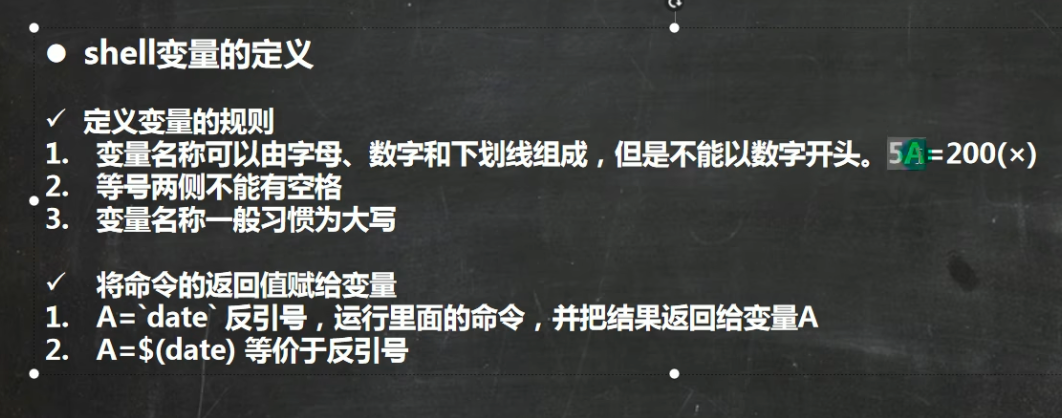 ● shell变量的定义
✓ 定义变量的规则
1. 变量名称可以由字母、数字和下划线组成，但是不能以数字开头。5A=200(×)
2. 等号两侧不能有空格
3. 变量名称一般习惯为大写
✓ 将命令的返回值赋给变量
1. A=`date` 反引号，运行里面的命令，并把结果返回给变量A
2. A=$(date) 等价于反引号